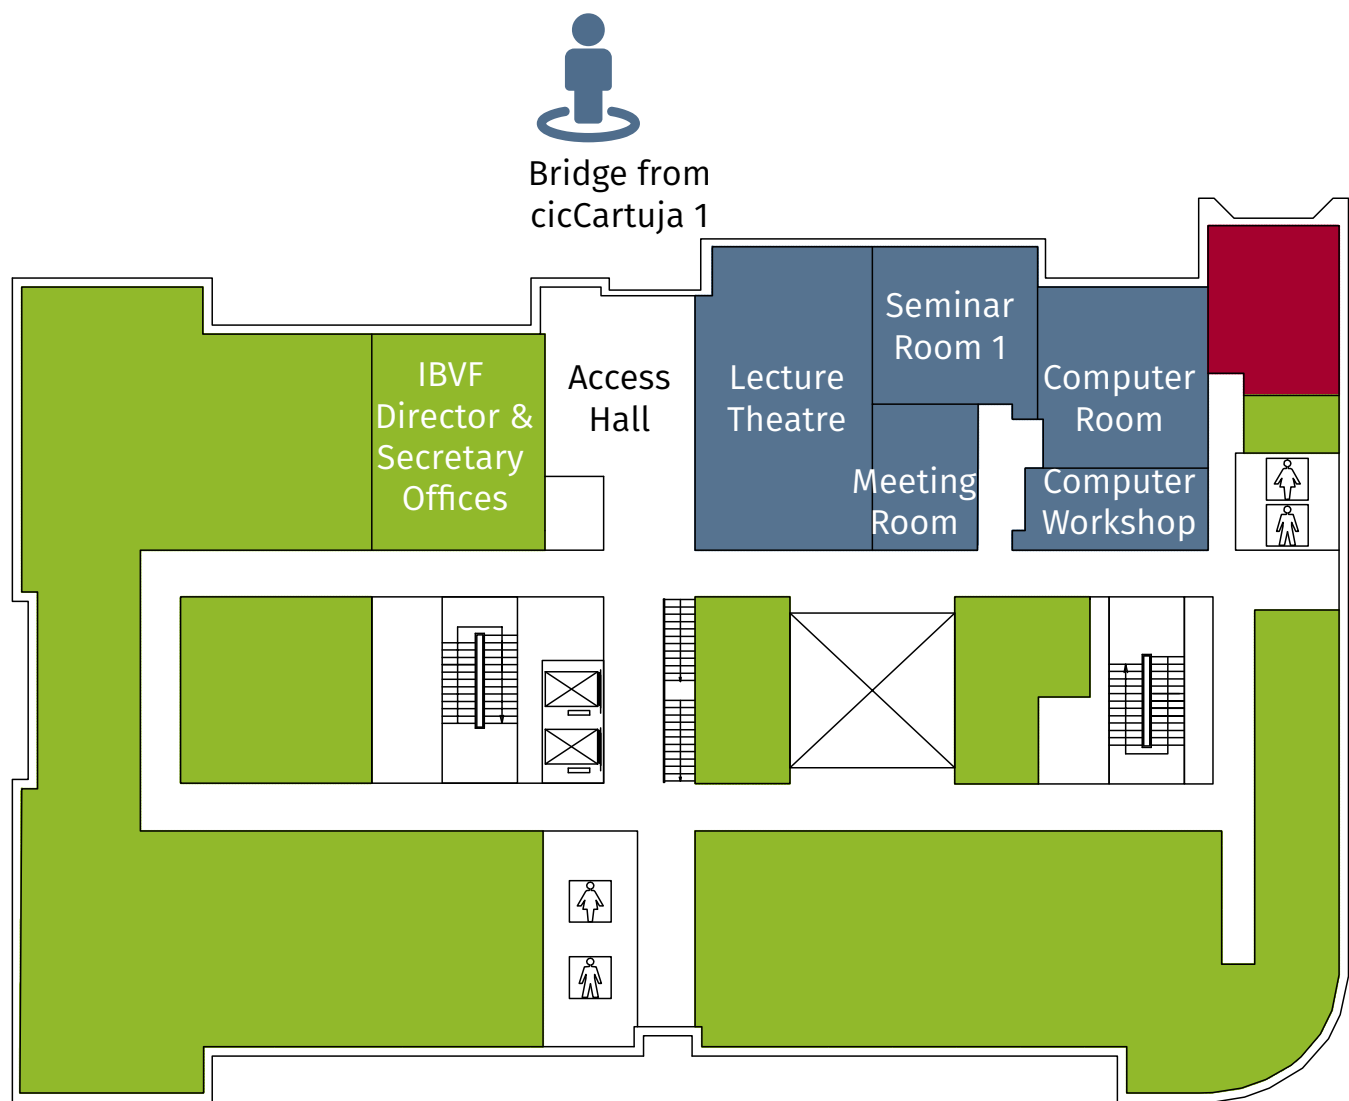 Bridge from
cicCartuja 1
IBVF
Director &
Secretary
Offices
Access
Hall
Lecture
Theatre
Seminar
Room 1
Meeting
Room
Computer
Room
Computer
Workshop